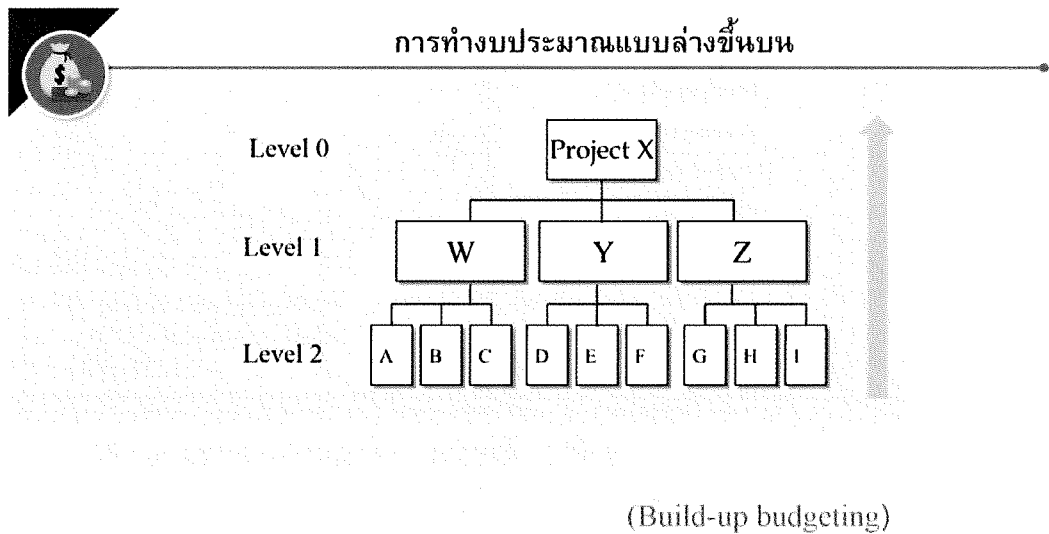 การทำงบประมาณแบบล่างขึ้นบน
$
Level 0 Project X
Level 1 W Y Z
Level 2 A B C D E F G H I
(Build-up budgeting)